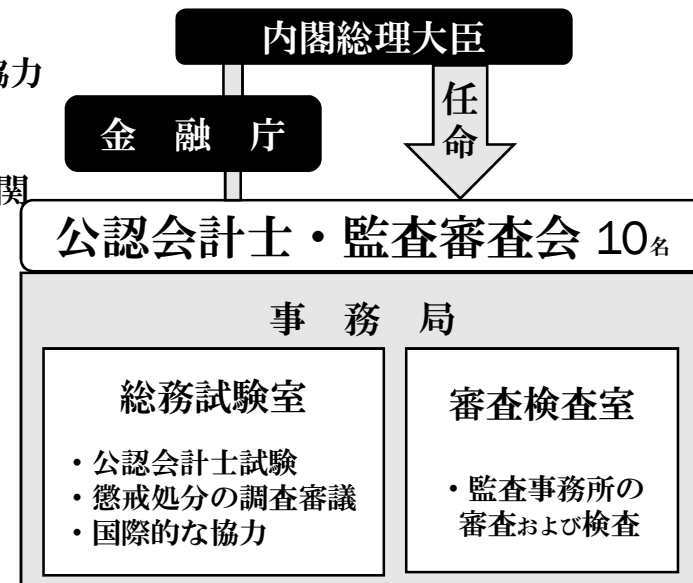 内閣総理大臣
協力
任命
金融庁
関
公認会計士・監査審査会 10名
事務局
総務試験室
・公認会計士試験
・懲戒処分の調査審議
・国際的な協力
審査検査室
・監査事務所の
審査および検査